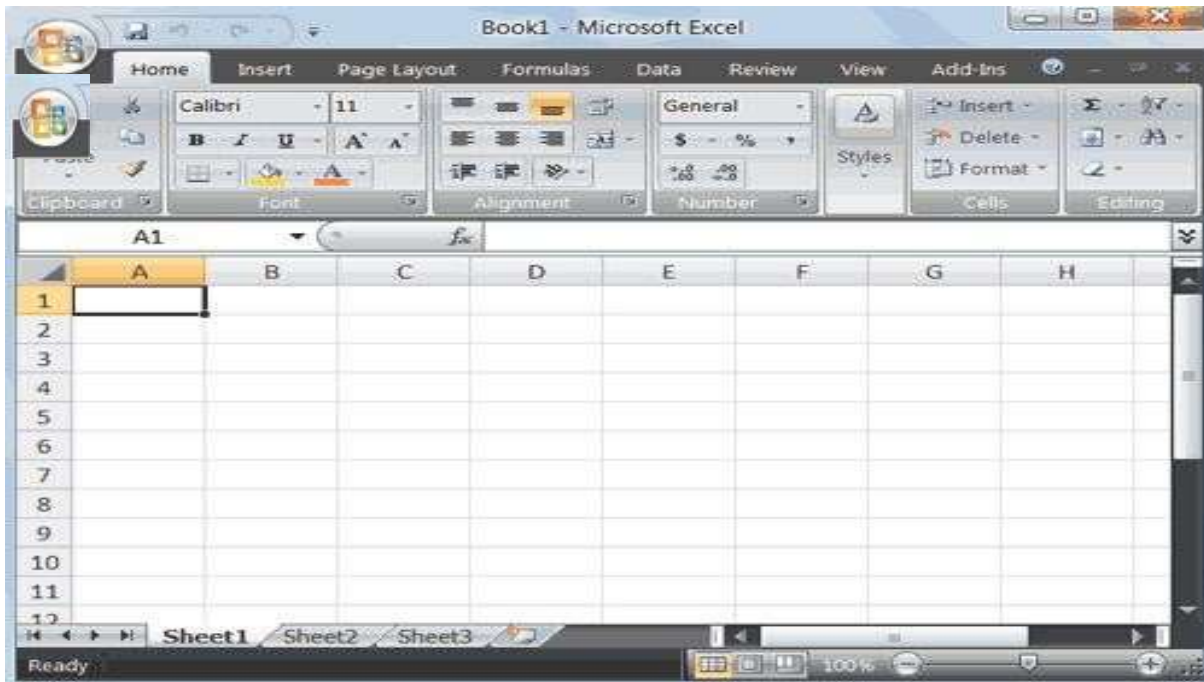 Book1 - Microsoft Excel
Home Insert Page Layout Formulas Data Review View Add-Ins
Calibri 11 General Insert
B I U A A $ % , Styles Delete
A Format
Clipboard Font Alignment Number Cells Editing
A1 fx
A B C D E F G H
1
2
3
4
5
6
7
8
9
10
11
12
Sheet1 Sheet2 Sheet3
Ready 100%